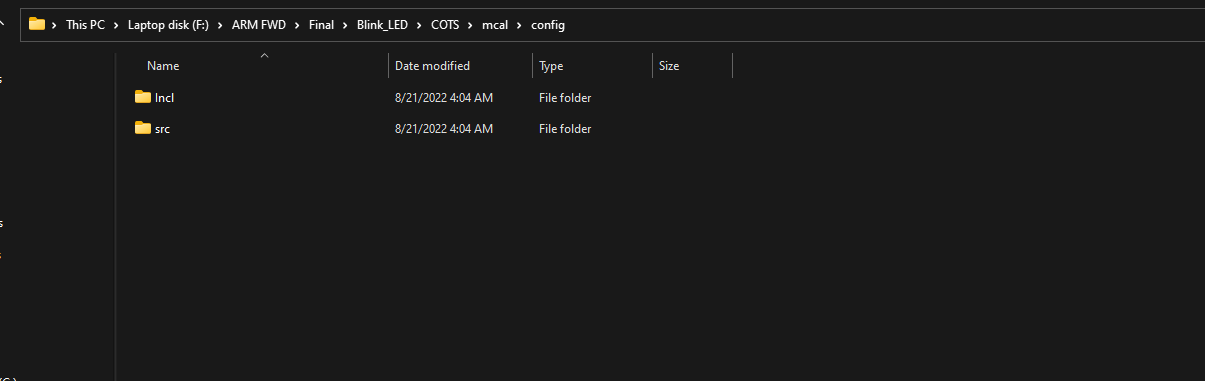 This PC > Laptop disk (F:) > ARM FWD > Final > Blink_LED > COTS > mcal > config
Name Date modified Type Size
Incl 8/21/2022 4:04 AM File folder
src 8/21/2022 4:04 AM File folder